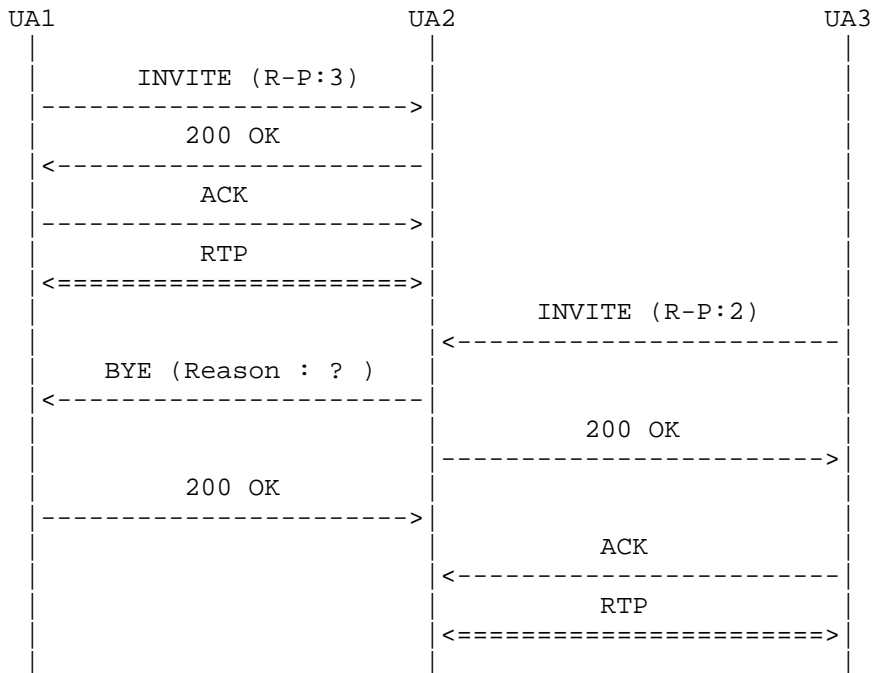 UA1 UA2 UA3
INVITE (R-P:3)
200 OK
ACK
RTP
INVITE (R-P:2)
BYE (Reason : ? )
200 OK
200 OK
ACK
RTP